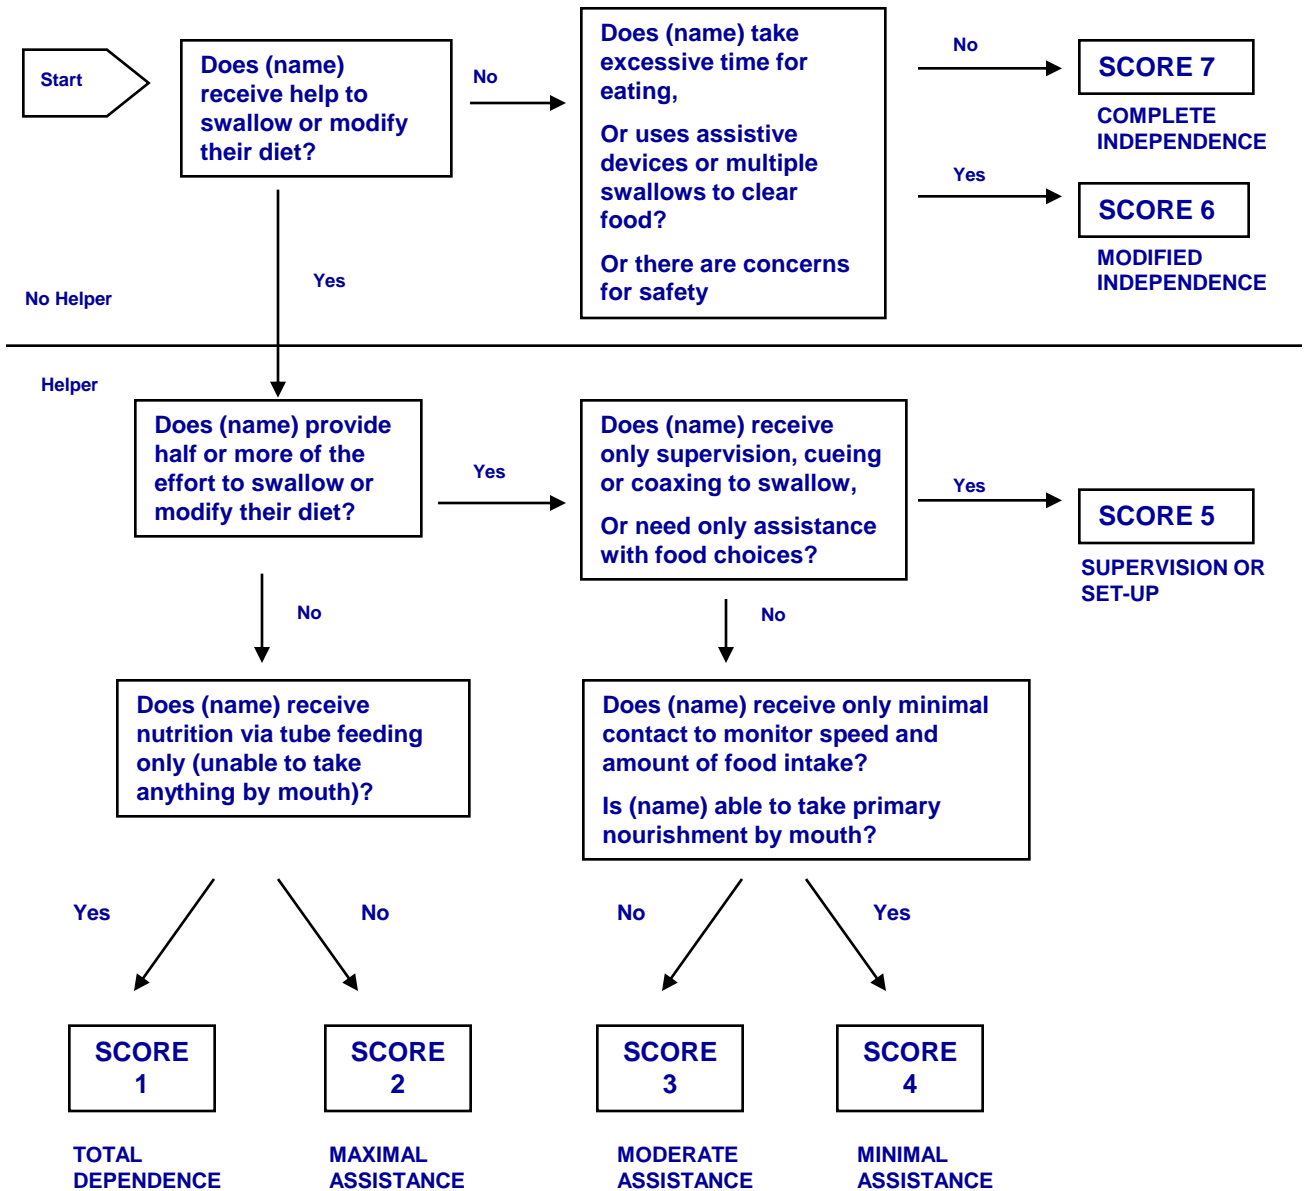 Start
Does (name)
receive help to
swallow or modify
their diet?
No
Does (name) take
excessive time for
eating,
Or uses assistive
devices or multiple
swallows to clear
food?
Or there are concerns
for safety
No
SCORE 7
COMPLETE
INDEPENDENCE
Yes
SCORE 6
MODIFIED
INDEPENDENCE
Yes
No Helper
Helper
Does (name) provide
half or more of the
effort to swallow or
modify their diet?
Yes
Does (name) receive
only supervision, cueing
or coaxing to swallow,
Or need only assistance
with food choices?
Yes
SCORE 5
SUPERVISION OR
SET-UP
No
No
Does (name) receive
nutrition via tube feeding
only (unable to take
anything by mouth)?
Does (name) receive only minimal
contact to monitor speed and
amount of food intake?
Is (name) able to take primary
nourishment by mouth?
Yes
No
No
Yes
SCORE
1
TOTAL
DEPENDENCE
SCORE
2
MAXIMAL
ASSISTANCE
SCORE
3
MODERATE
ASSISTANCE
SCORE
4
MINIMAL
ASSISTANCE